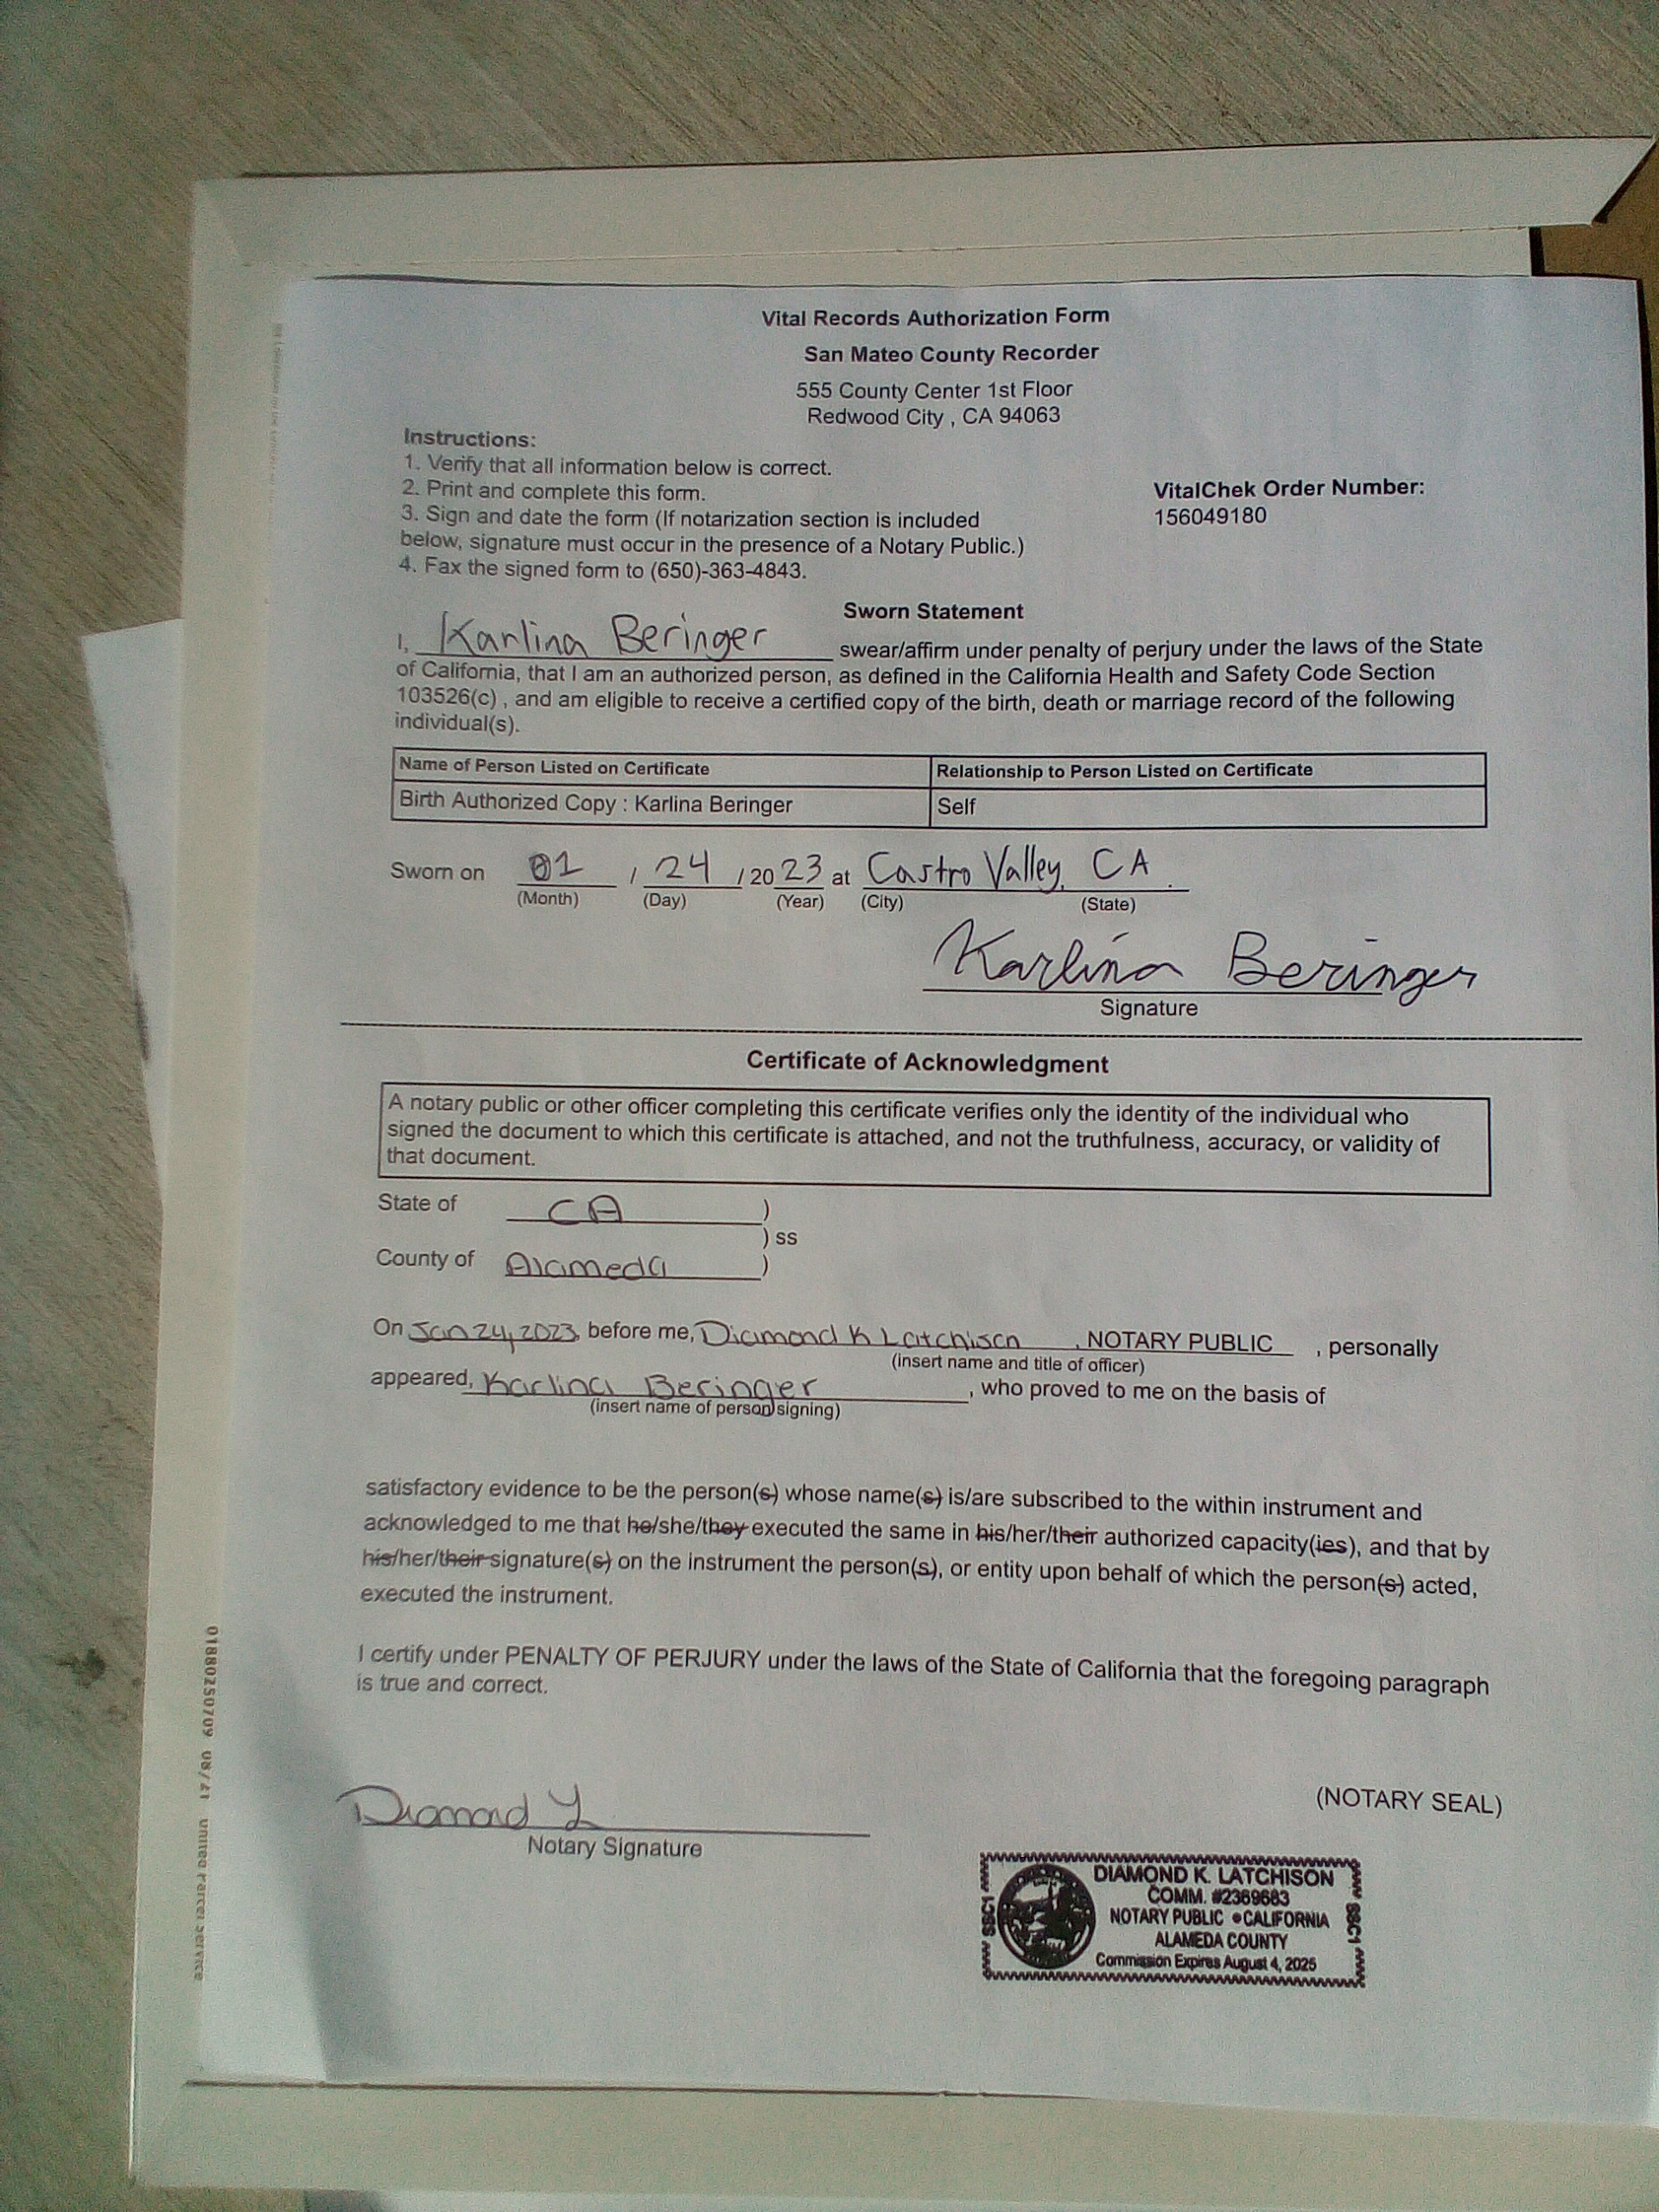 Vital Records Authorization Form
San Mateo County Recorder
555 County Center 1st Floor
Redwood City , CA 94063
Instructions:
1. Verify that all information below is correct.
2. Print and complete this form.
3. Sign and date the form (If notarization section is included
below, signature must occur in the presence of a Notary Public.)
4. Fax the signed form to (650)-363-4843.
VitalChek Order Number:
156049180
Sworn Statement
I, Karlina Beringer swear/affirm under penalty of perjury under the laws of the State
of California, that I am an authorized person, as defined in the California Health and Safety Code Section
103526(c) , and am eligible to receive a certified copy of the birth, death or marriage record of the following
individual(s).
Name of Person Listed on Certificate Relationship to Person Listed on Certificate
Birth Authorized Copy : Karlina Beringer Self
Sworn on 01 / 24 / 2023 at Castro Valley, CA
(Month) (Day) (Year) (City) (State)
Karlina Beringer
Signature
Certificate of Acknowledgment
A notary public or other officer completing this certificate verifies only the identity of the individual who
signed the document to which this certificate is attached, and not the truthfulness, accuracy, or validity of
that document.
State of CA )
) ss
County of Alameda )
On Jan 24, 2023, before me, Diamond K Latchison , NOTARY PUBLIC , personally
(insert name and title of officer)
appeared, Karlina Beringer , who proved to me on the basis of
(insert name of person signing)
satisfactory evidence to be the person(s) whose name(s) is/are subscribed to the within instrument and
acknowledged to me that he/she/they executed the same in his/her/their authorized capacity(ies), and that by
his/her/their signature(s) on the instrument the person(s), or entity upon behalf of which the person(s) acted,
executed the instrument.
I certify under PENALTY OF PERJURY under the laws of the State of California that the foregoing paragraph
is true and correct.
Diamond L
Notary Signature
(NOTARY SEAL)
DIAMOND K. LATCHISON
COMM. #2369683
NOTARY PUBLIC • CALIFORNIA
ALAMEDA COUNTY
Commission Expires August 4, 2025
SSC1
SSC1
01880250709 08/21 United Parcel Service